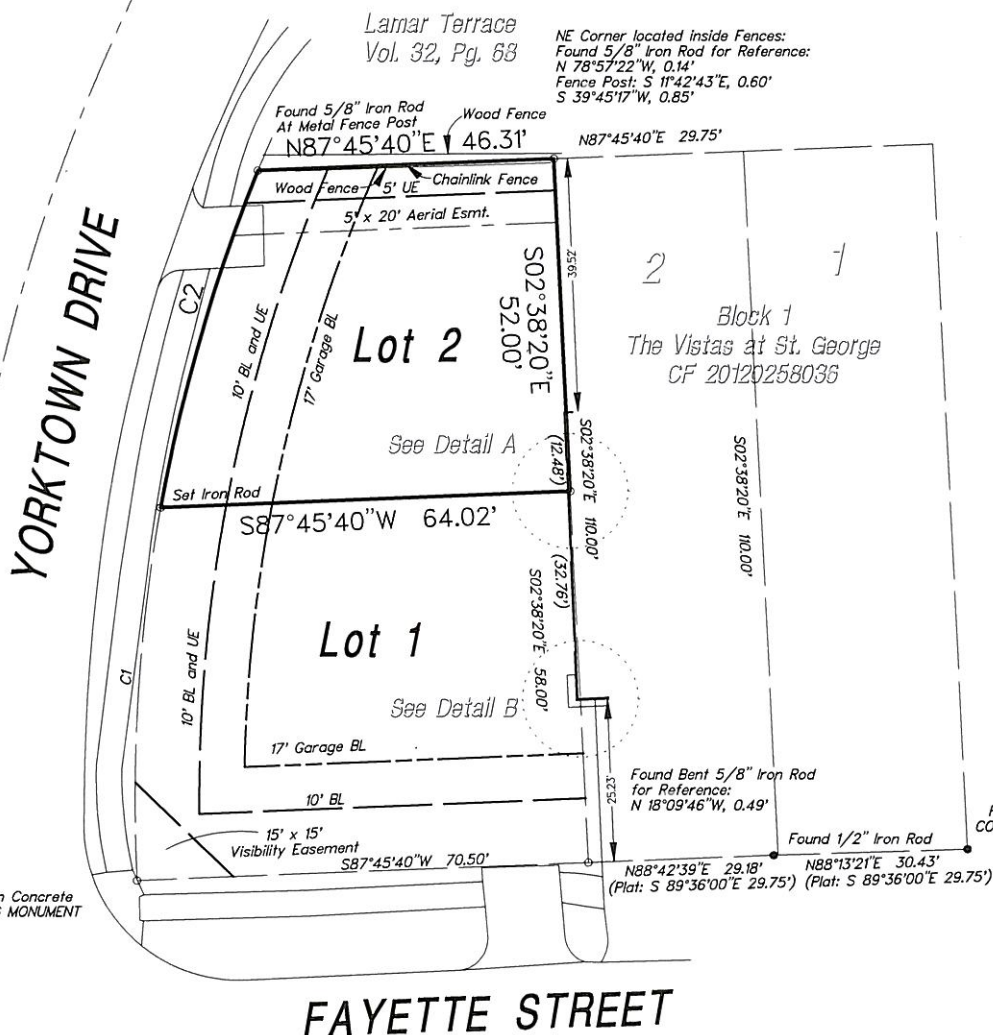 Lamar Terrace
Vol. 32, Pg. 68
NE Corner located inside Fences:
Found 5/8" Iron Rod for Reference:
N 78°57'22"W, 0.14'
Fence Post: S 11°42'43"E, 0.60'
S 39°45'17"W, 0.85'
Found 5/8" Iron Rod
At Metal Fence Post
Wood Fence
N87°45'40"E 46.31'
N87°45'40"E 29.75'
Wood Fence
5' UE
Chainlink Fence
5' x 20' Aerial Esmt.
YORKTOWN DRIVE
C2
10' BL and UE
17' Garage BL
Lot 2
S02°38'20"E
52.00'
39.52'
2
1
Block 1
The Vistas at St. George
CF 20120258036
See Detail A
(12.48')
S02°38'20"E 110.00'
S02°38'20"E 110.00'
Set Iron Rod
S87°45'40"W 64.02'
(32.76')
S02°38'20"E 58.00'
Lot 1
C1
10' BL and UE
See Detail B
17' Garage BL
10' BL
25.23'
Found Bent 5/8" Iron Rod
for Reference:
N 18°09'46"W, 0.49'
15' x 15'
Visibility Easement
S87°45'40"W 70.50'
Found 1/2" Iron Rod
N88°42'39"E 29.18'
(Plat: S 89°36'00"E 29.75')
N88°13'21"E 30.43'
(Plat: S 89°36'00"E 29.75')
Concrete
MONUMENT
FAYETTE STREET